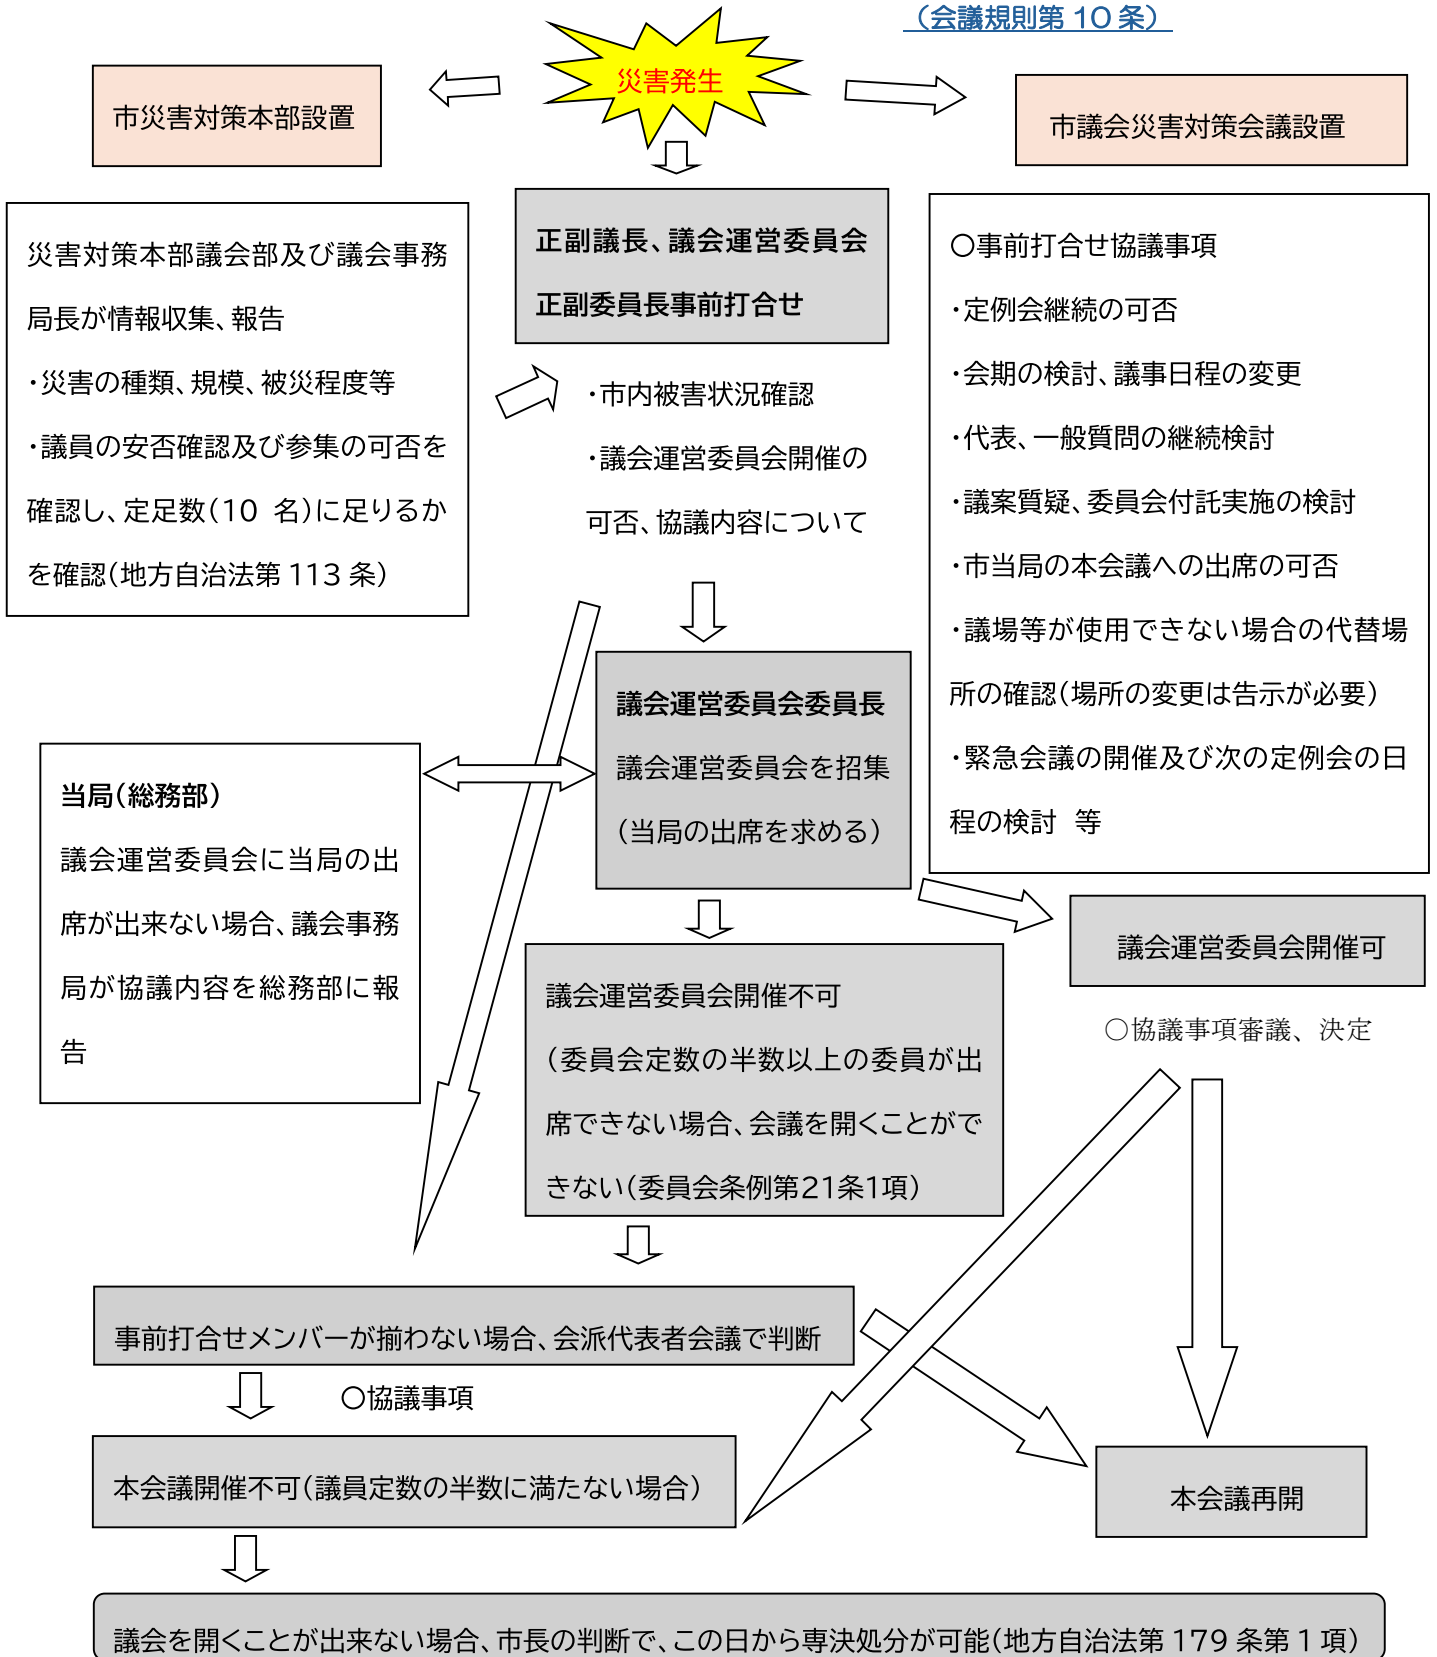 （会議規則第 10 条）
災害発生
市災害対策本部設置
市議会災害対策会議設置
災害対策本部議会部及び議会事務
局長が情報収集、報告
・災害の種類、規模、被災程度等
・議員の安否確認及び参集の可否を
確認し、定足数（10 名）に足りるか
を確認（地方自治法第 113 条）
正副議長、議会運営委員会
正副委員長事前打合せ
・市内被害状況確認
・議会運営委員会開催の
可否、協議内容について
〇事前打合せ協議事項
・定例会継続の可否
・会期の検討、議事日程の変更
・代表、一般質問の継続検討
・議案質疑、委員会付託実施の検討
・市当局の本会議への出席の可否
・議場等が使用できない場合の代替場
所の確認（場所の変更は告示が必要）
・緊急会議の開催及び次の定例会の日
程の検討 等
議会運営委員会委員長
議会運営委員会を招集
（当局の出席を求める）
当局（総務部）
議会運営委員会に当局の出
席が出来ない場合、議会事務
局が協議内容を総務部に報
告
議会運営委員会開催可
〇協議事項審議、決定
議会運営委員会開催不可
（委員会定数の半数以上の委員が出
席できない場合、会議を開くことがで
きない（委員会条例第21条1項）
事前打合せメンバーが揃わない場合、会派代表者会議で判断
〇協議事項
本会議開催不可（議員定数の半数に満たない場合）
本会議再開
議会を開くことが出来ない場合、市長の判断で、この日から専決処分が可能（地方自治法第 179 条第 1 項）